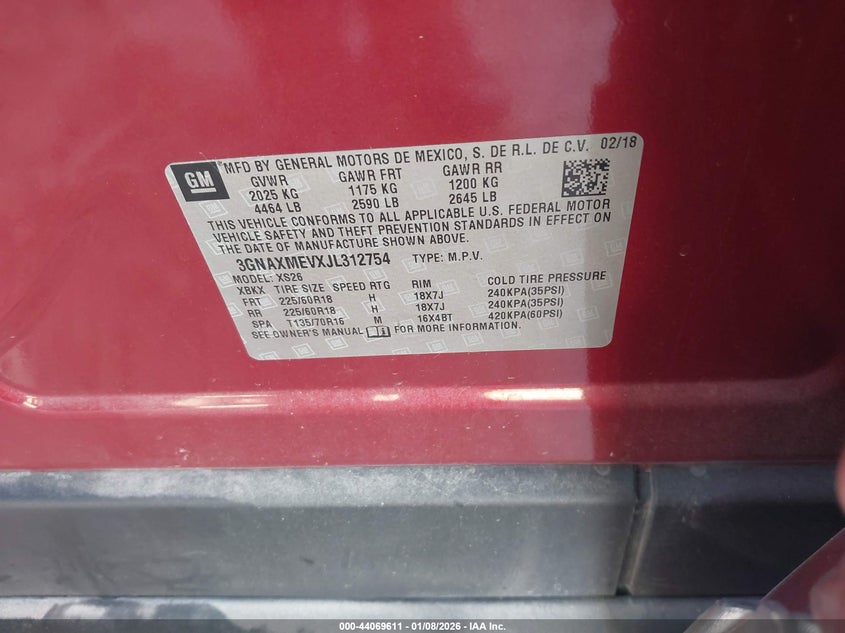 GM
®MFD BY GENERAL MOTORS DE MEXICO, S. DE R.L. DE C.V. 02/18
GVWR GAWR FRT GAWR RR
2025 KG 1175 KG 1200 KG
4464 LB 2590 LB 2645 LB
THIS VEHICLE CONFORMS TO ALL APPLICABLE U.S. FEDERAL MOTOR
VEHICLE SAFETY AND THEFT PREVENTION STANDARDS IN EFFECT ON
THE DATE OF MANUFACTURE SHOWN ABOVE.
3GNAXMEVXJL312754 TYPE: M.P.V.
MODEL: XS26
XBKX TIRE SIZE SPEED RTG RIM COLD TIRE PRESSURE
FRT 225/60R18 H 18X7J 240KPA(35PSI)
RR 225/60R18 H 18X7J 240KPA(35PSI)
SPA T135/70R16 M 16X4BT 420KPA(60PSI)
SEE OWNER'S MANUAL FOR MORE INFORMATION.
000-44069611 - 01/08/2026 - IAA Inc.